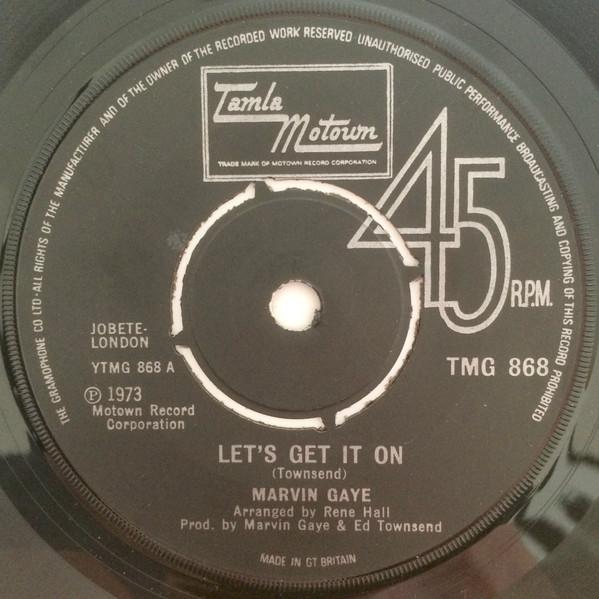 THE GRAMOPHONE CO LTD-ALL RIGHTS OF THE MANUFACTURER AND OF THE OWNER OF THE RECORDED WORK RESERVED UNAUTHORISED PUBLIC PERFORMANCE BROADCASTING AND COPYING OF THIS RECORD PROHIBITED
Tamla
Motown
TRADE MARK OF MOTOWN RECORD CORPORATION
45
R.P.M.
JOBETE-
LONDON
YTMG 868 A
TMG 868
℗ 1973
Motown Record
Corporation
LET'S GET IT ON
(Townsend)
MARVIN GAYE
Arranged by Rene Hall
Prod. by Marvin Gaye & Ed Townsend
MADE IN GT BRITAIN